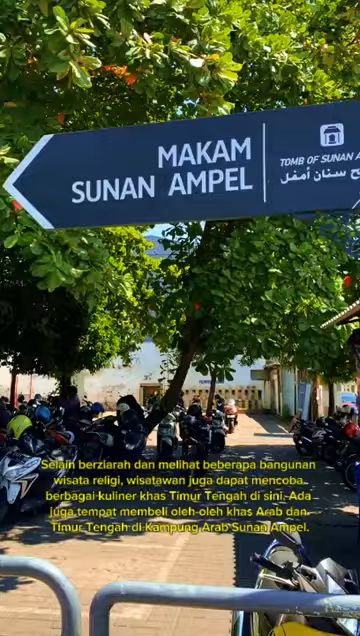 MAKAM
SUNAN AMPEL
TOMB OF SUNAN
سنان أمفل
Selain berziarah dan melihat beberapa bangunan
wisata religi, wisatawan juga dapat mencoba
berbagai kuliner khas Timur Tengah di sini. Ada
juga tempat membeli oleh-oleh khas Arab dan
Timur Tengah di Kampung Arab Sunan Ampel.